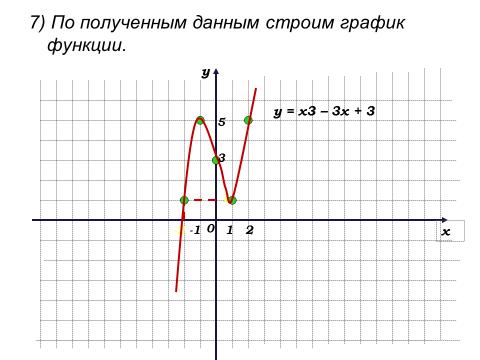 7) По полученным данным строим график
функции.
y
y = x3 – 3x + 3
5
3
-1 0 1 2
x